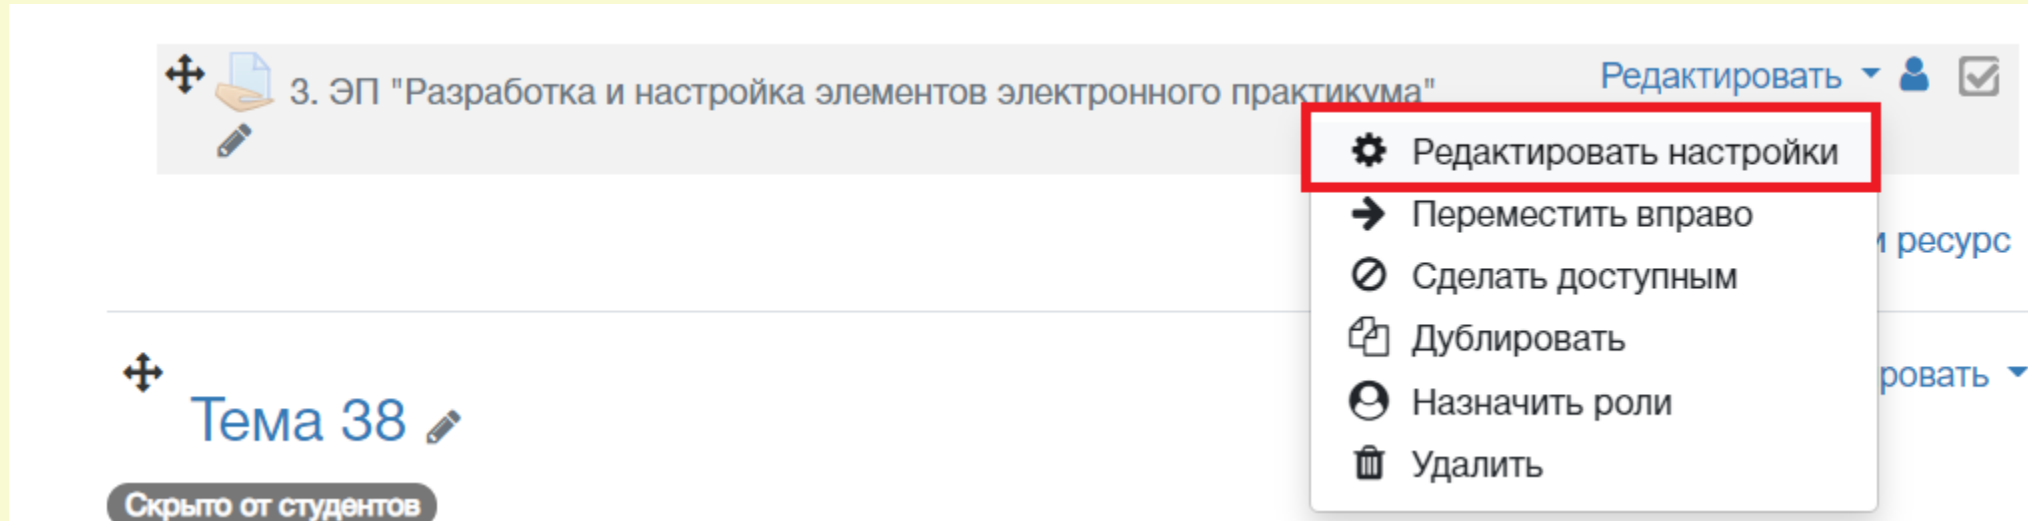 3. ЭП "Разработка и настройка элементов электронного практикума"
Редактировать
Редактировать настройки
Переместить вправо
Сделать доступным
Дублировать
Назначить роли
Удалить
ресурс
ровать
Тема 38
Скрыто от студентов